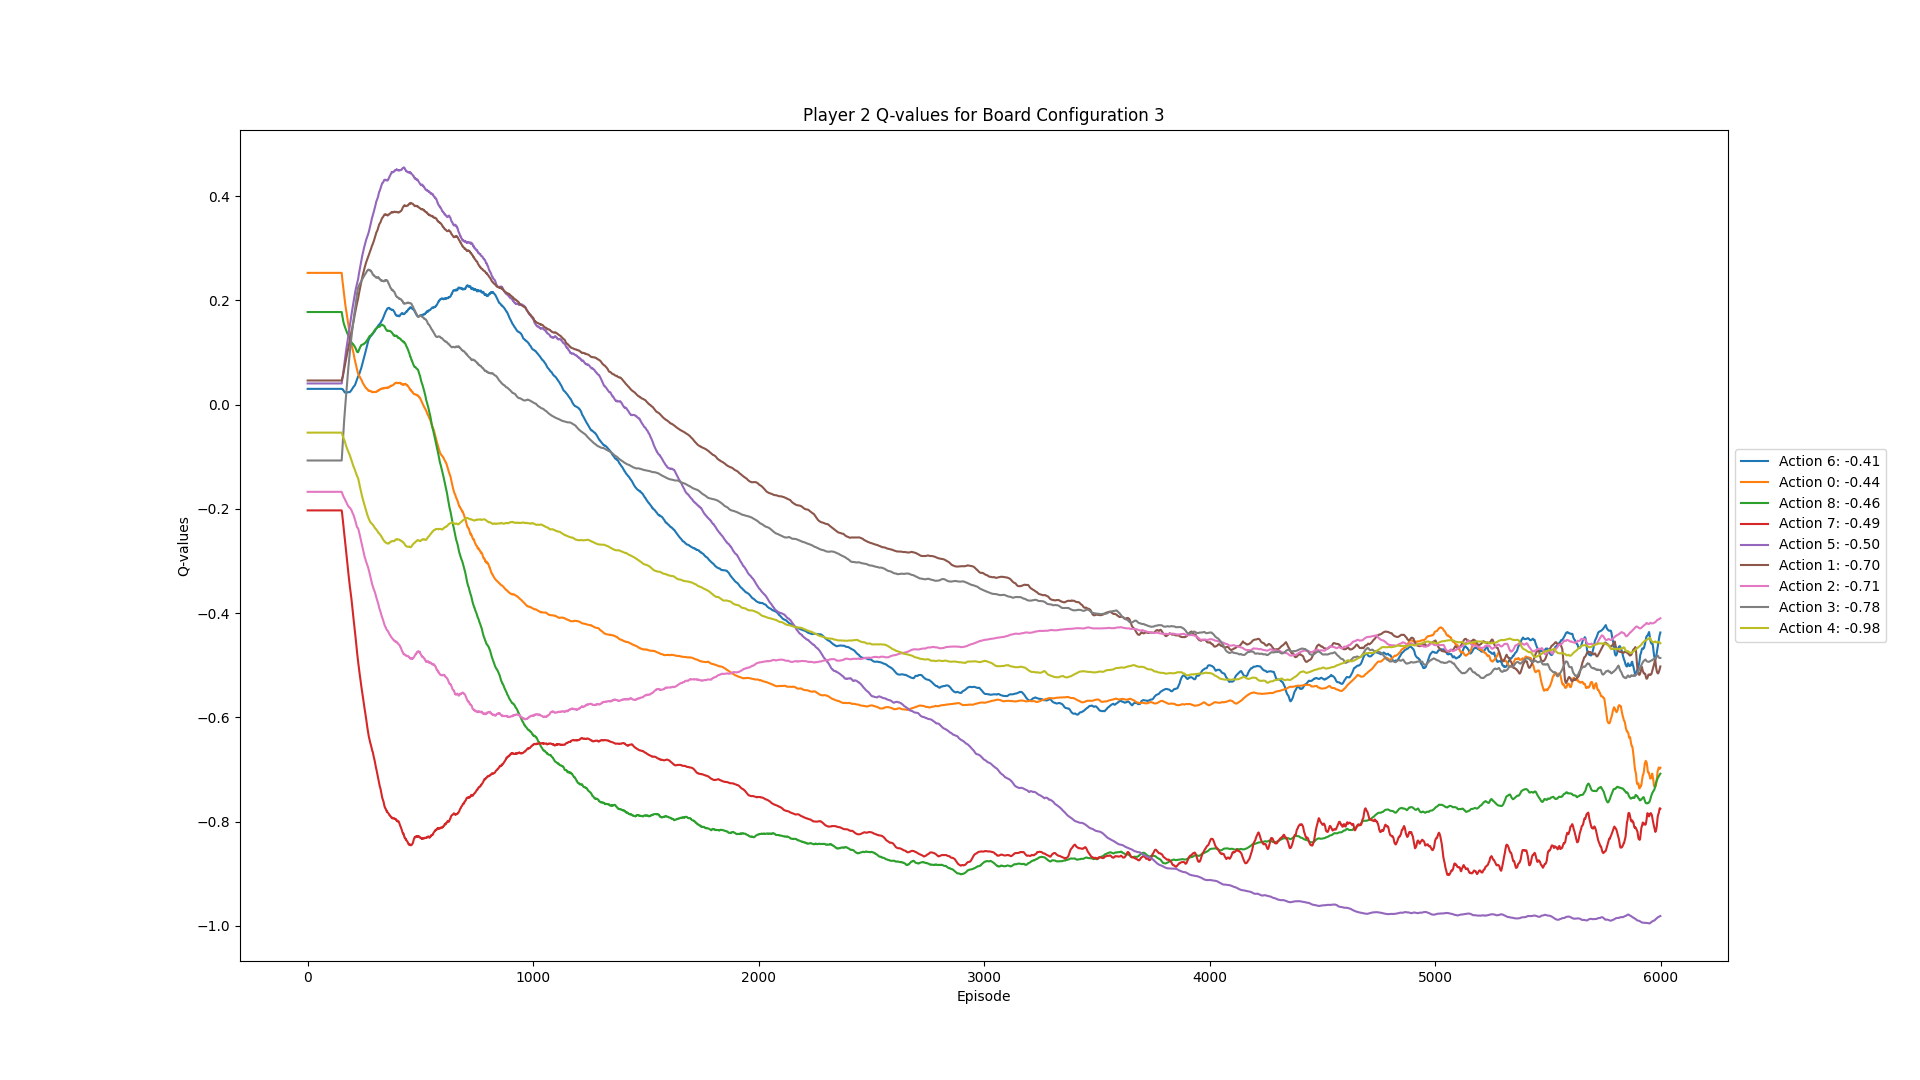 Player 2 Q-values for Board Configuration 3
Q-values
0.4
0.2
0.0
−0.2
−0.4
−0.6
−0.8
−1.0
0
1000
2000
3000
4000
5000
6000
Episode
Action 6: -0.41
Action 0: -0.44
Action 8: -0.46
Action 7: -0.49
Action 5: -0.50
Action 1: -0.70
Action 2: -0.71
Action 3: -0.78
Action 4: -0.98